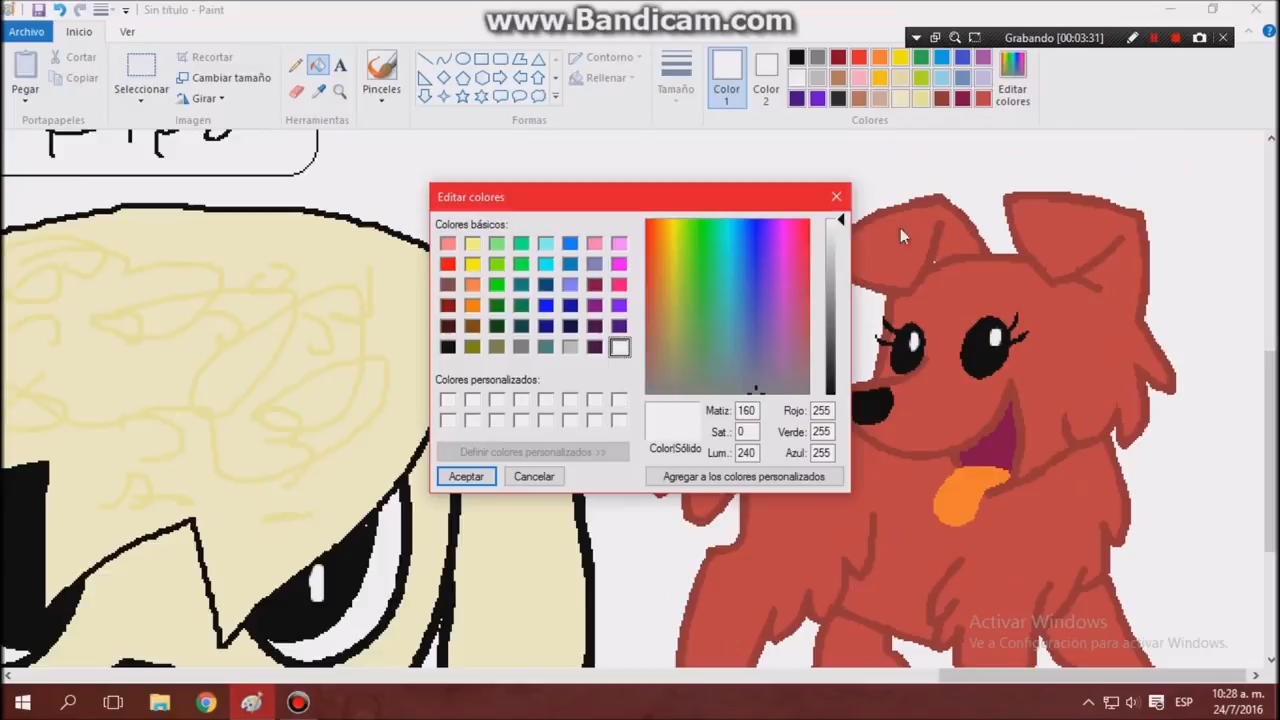 Sin título - Paint
www.Bandicam.com
Archivo Inicio Ver
Grabando [00:03:31]
Pegar
Cortar
Copiar
Portapapeles
Seleccionar
Recortar
Cambiar tamaño
Girar
Imagen
A
Herramientas
Pinceles
Contorno
Rellenar
Formas
Tamaño
Color 1
Color 2
Editar colores
Colores
Editar colores
Colores básicos:
Colores personalizados:
Definir colores personalizados >>
Aceptar Cancelar
Color|Sólido
Matiz: 160 Rojo: 255
Sat.: 0 Verde: 255
Lum.: 240 Azul: 255
Agregar a los colores personalizados
Activar Windows
Ve a Configuración para activar Windows.
ESP
10:28 a. m.
24/7/2016